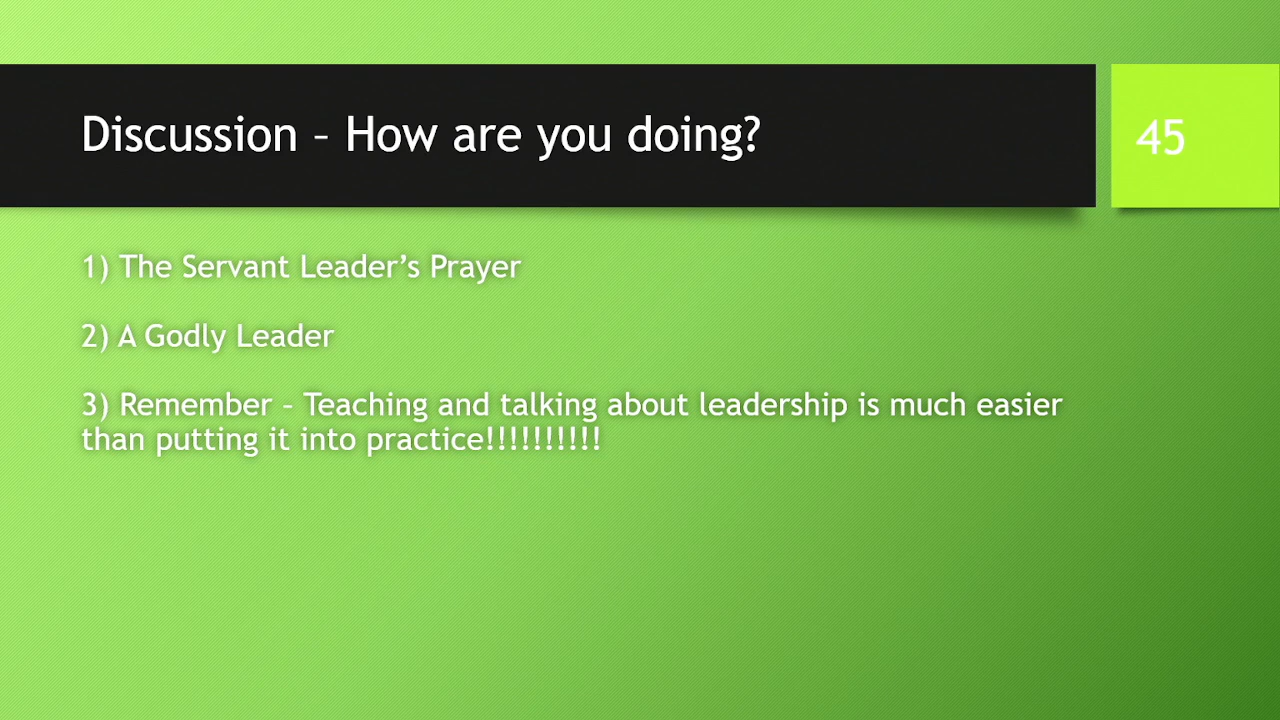 Discussion – How are you doing?
45
1) The Servant Leader’s Prayer
2) A Godly Leader
3) Remember – Teaching and talking about leadership is much easier
than putting it into practice!!!!!!!!!!